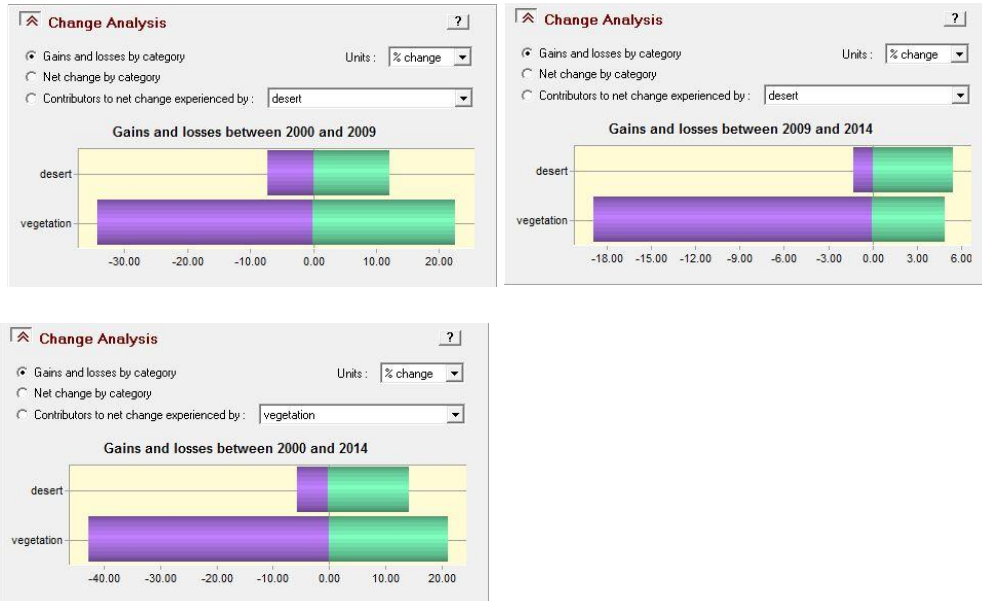 Change Analysis
?
Gains and losses by category
Units : % change
Net change by category
Contributors to net change experienced by : desert
Gains and losses between 2000 and 2009
desert
vegetation
-30.00 -20.00 -10.00 0.00 10.00 20.00
Change Analysis
?
Gains and losses by category
Units : % change
Net change by category
Contributors to net change experienced by : desert
Gains and losses between 2009 and 2014
desert
vegetation
-18.00 -15.00 -12.00 -9.00 -6.00 -3.00 0.00 3.00 6.00
Change Analysis
?
Gains and losses by category
Units : % change
Net change by category
Contributors to net change experienced by : vegetation
Gains and losses between 2000 and 2014
desert
vegetation
-40.00 -30.00 -20.00 -10.00 0.00 10.00 20.00